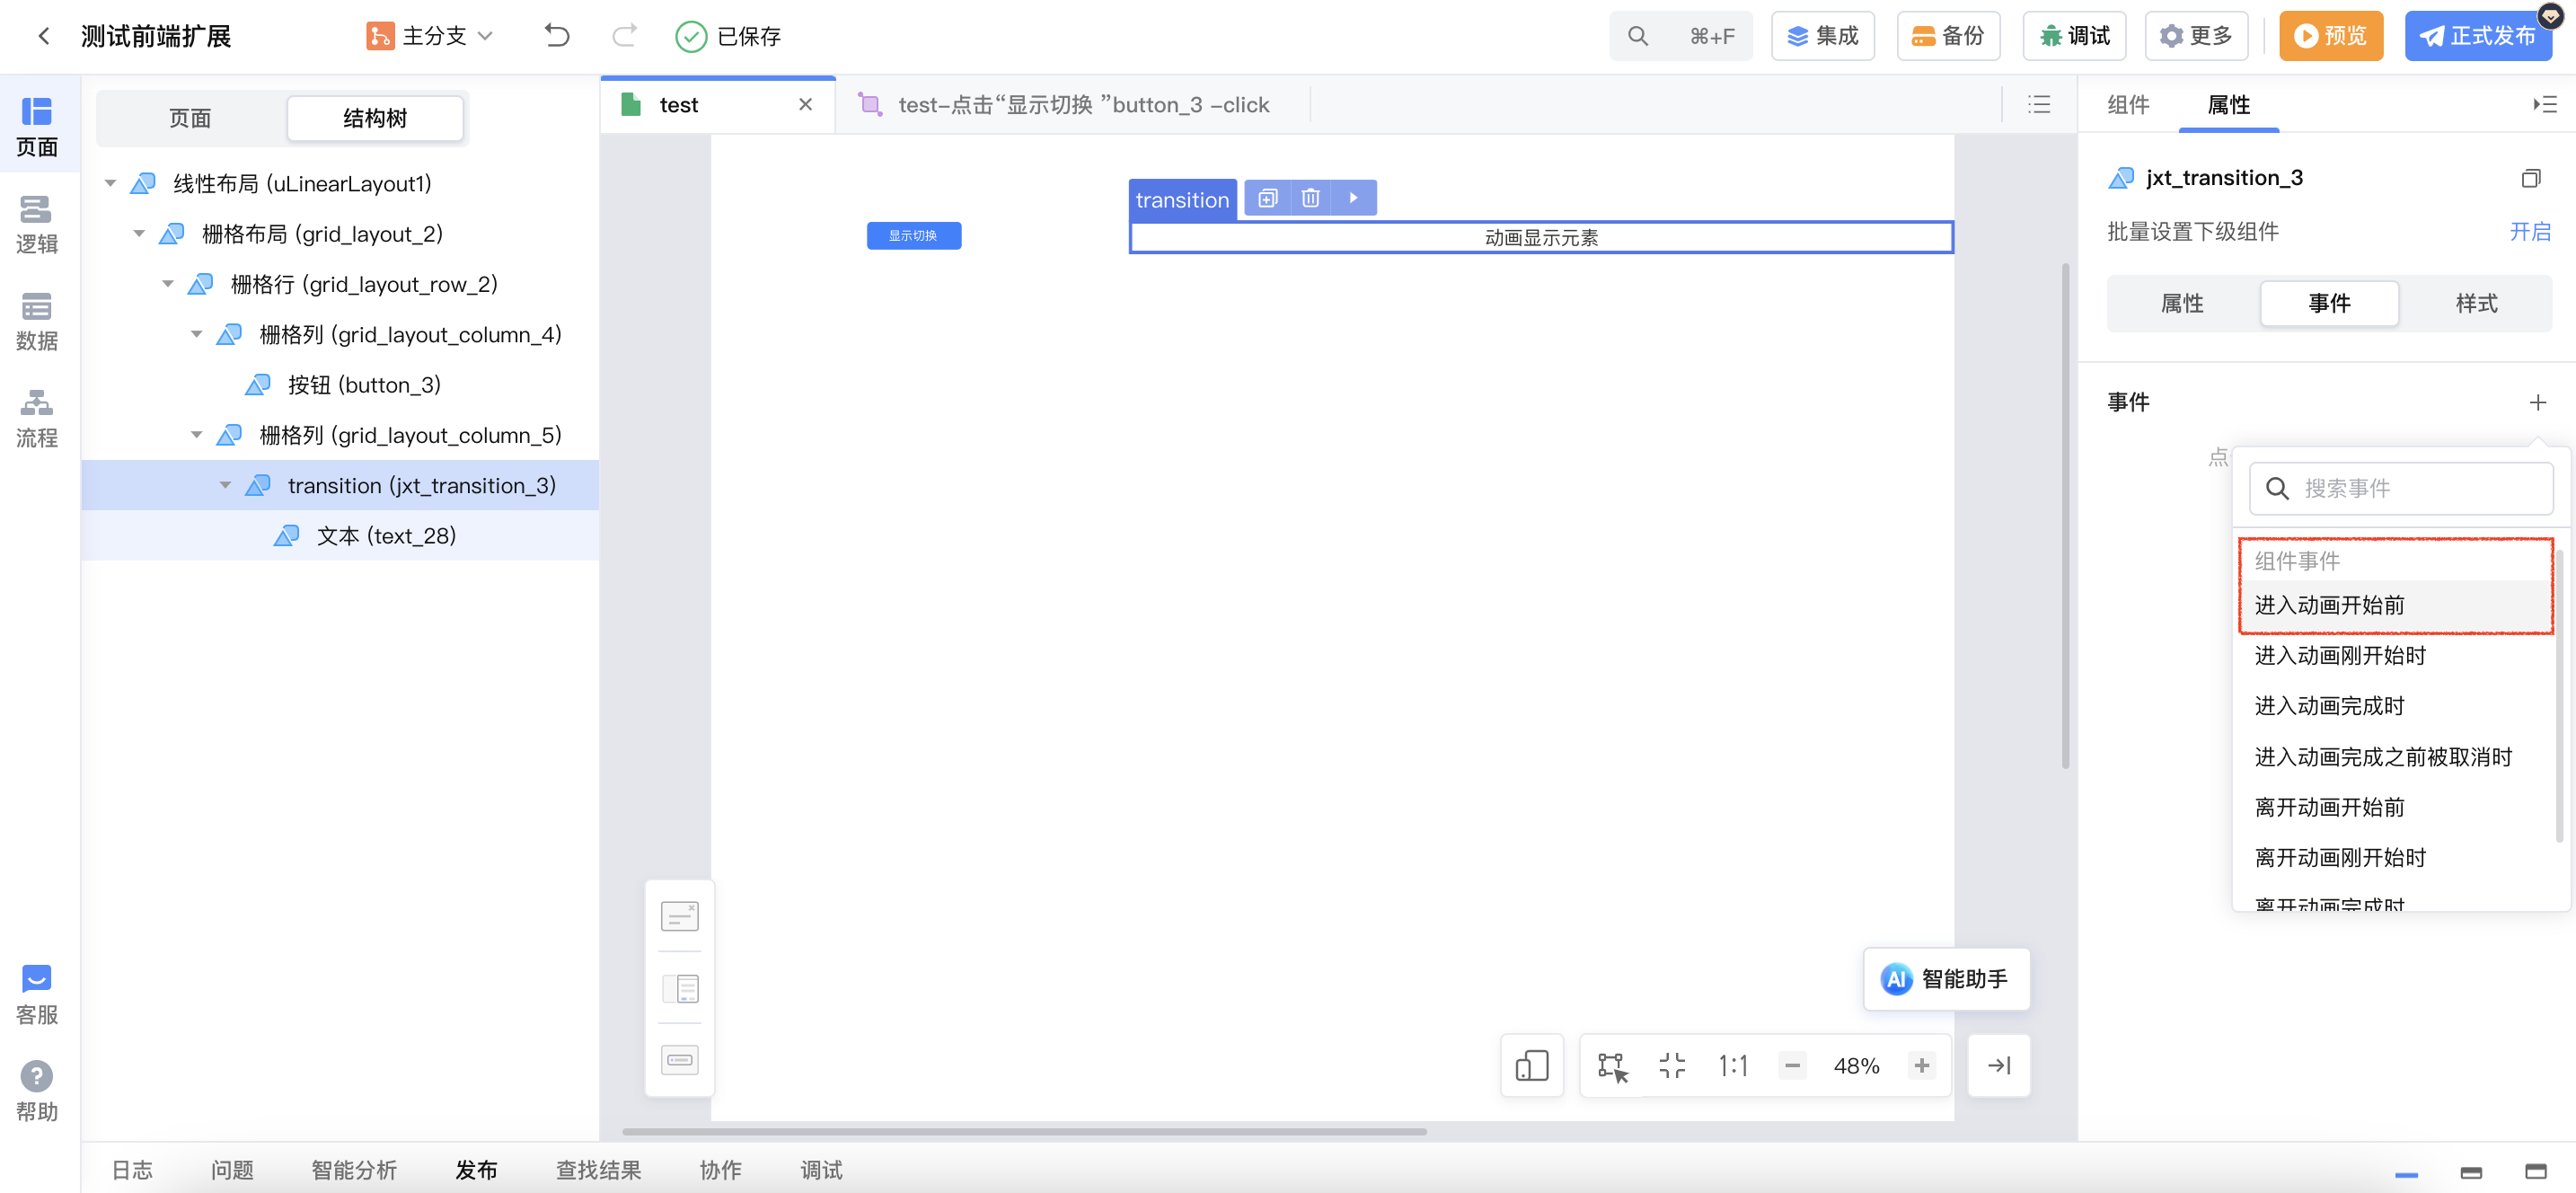 测试前端扩展
主分支
已保存
⌘+F
集成
备份
调试
更多
预览
正式发布
页面
逻辑
数据
流程
客服
帮助
页面
结构树
线性布局 (uLinearLayout1)
栅格布局 (grid_layout_2)
栅格行 (grid_layout_row_2)
栅格列 (grid_layout_column_4)
按钮 (button_3)
栅格列 (grid_layout_column_5)
transition (jxt_transition_3)
文本 (text_28)
test
test-点击“显示切换 ”button_3 -click
transition
显示切换
动画显示元素
AI 智能助手
1:1
48%
组件
属性
jxt_transition_3
批量设置下级组件
开启
属性
事件
样式
事件
点
搜索事件
组件事件
进入动画开始前
进入动画刚开始时
进入动画完成时
进入动画完成之前被取消时
离开动画开始前
离开动画刚开始时
离开动画完成时
日志
问题
智能分析
发布
查找结果
协作
调试